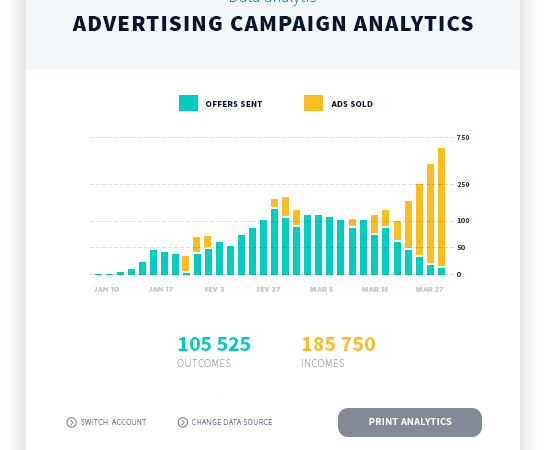 Data analytic
ADVERTISING CAMPAIGN ANALYTICS
OFFERS SENT ADS SOLD
750
250
100
50
0
JAN 10 JAN 17 FEV 3 FEV 27 MAR 6 MAR 16 MAR 27
105 525 185 750
OUTCOMES INCOMES
SWITCH ACCOUNT CHANGE DATA SOURCE PRINT ANALYTICS